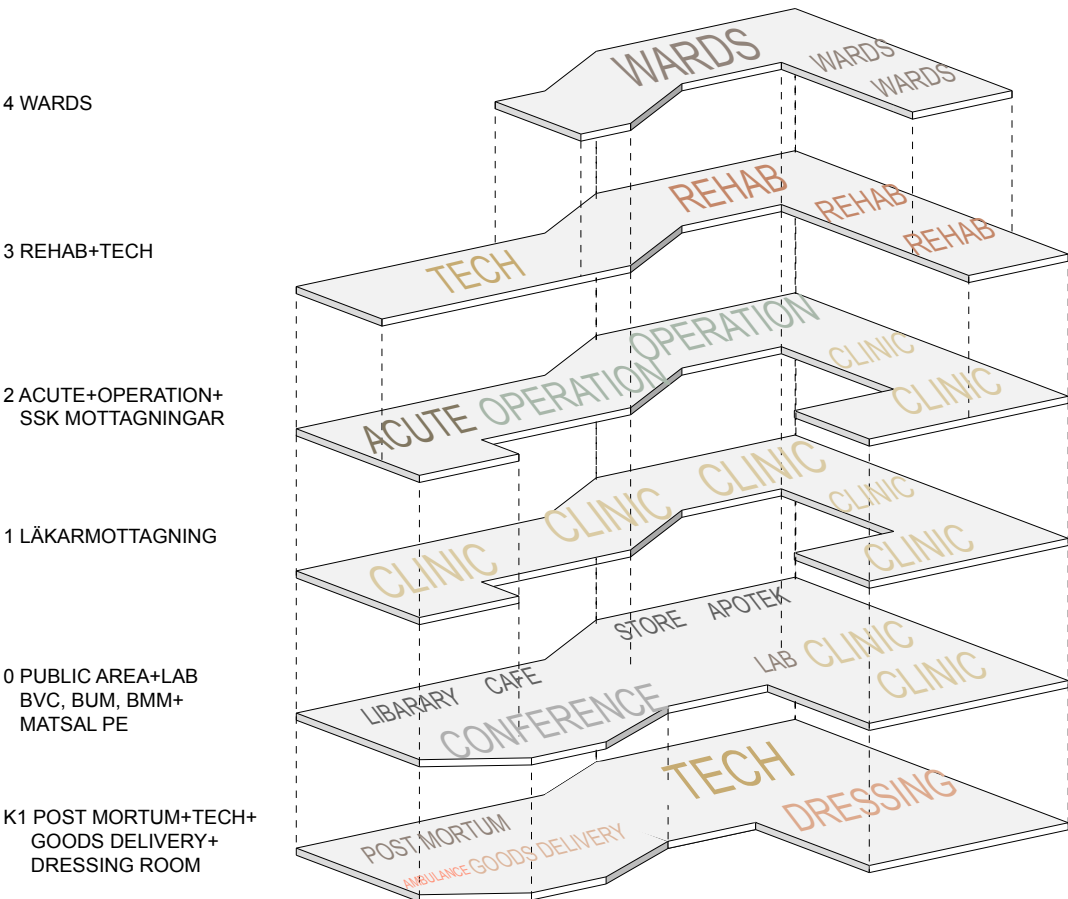 4 WARDS
WARDS
WARDS
WARDS
3 REHAB+TECH
REHAB
REHAB
REHAB
TECH
2 ACUTE+OPERATION+
SSK MOTTAGNINGAR
OPERATION
CLINIC
ACUTE OPERATION
CLINIC
1 LÄKARMOTTAGNING
CLINIC
CLINIC
CLINIC
CLINIC
CLINIC
0 PUBLIC AREA+LAB
BVC, BUM, BMM+
MATSAL PE
STORE APOTEK
LAB CLINIC
CLINIC
LIBARARY CAFE
CONFERENCE
K1 POST MORTUM+TECH+
GOODS DELIVERY+
DRESSING ROOM
TECH
DRESSING
POST MORTUM
AMBULANCE GOODS DELIVERY